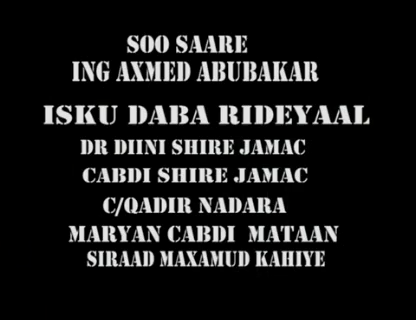 SOO SAARE
ING AXMED ABUBAKAR
ISKU DABA RIDEYAAL
DR DIINI SHIRE JAMAC
CABDI SHIRE JAMAC
C/QADIR NADARA
MARYAN CABDI MATAAN
SIRAAD MAXAMUD KAHIYE